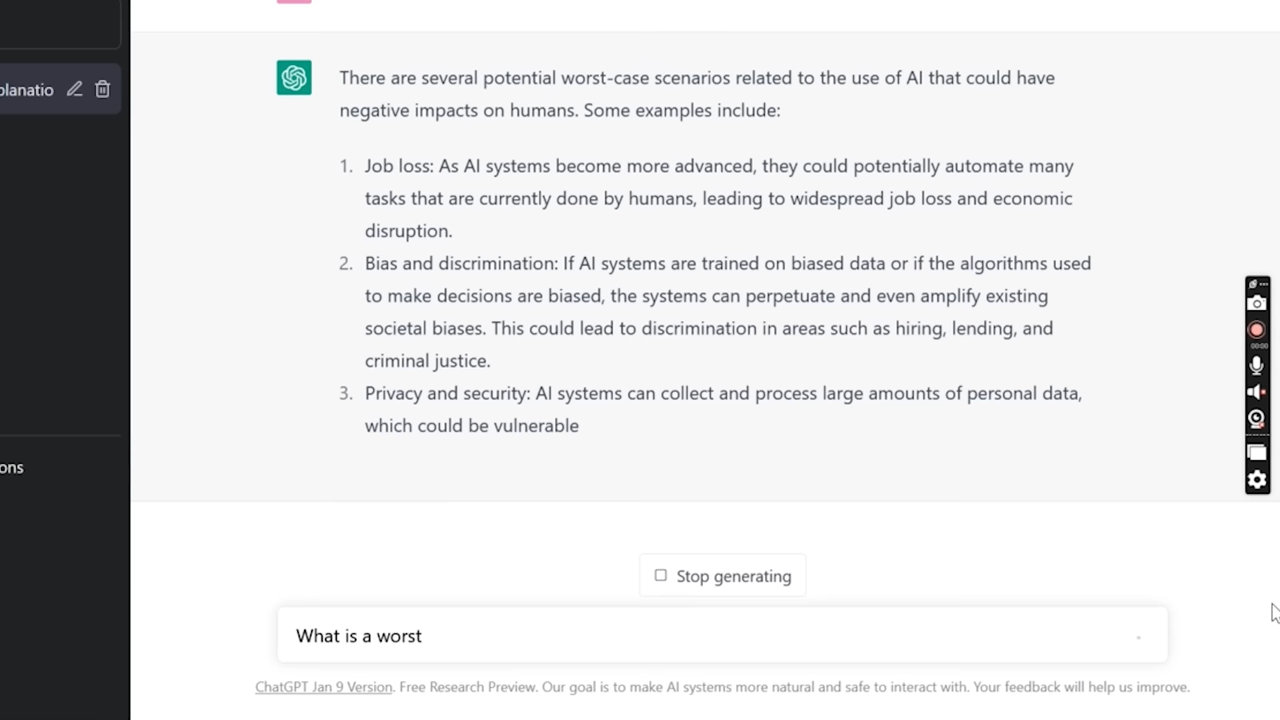 There are several potential worst-case scenarios related to the use of AI that could have
negative impacts on humans. Some examples include:
planatio
1. Job loss: As AI systems become more advanced, they could potentially automate many
tasks that are currently done by humans, leading to widespread job loss and economic
disruption.
2. Bias and discrimination: If AI systems are trained on biased data or if the algorithms used
to make decisions are biased, the systems can perpetuate and even amplify existing
societal biases. This could lead to discrimination in areas such as hiring, lending, and
criminal justice.
3. Privacy and security: AI systems can collect and process large amounts of personal data,
which could be vulnerable
ons
00:00
Stop generating
What is a worst
ChatGPT Jan 9 Version. Free Research Preview. Our goal is to make AI systems more natural and safe to interact with. Your feedback will help us improve.